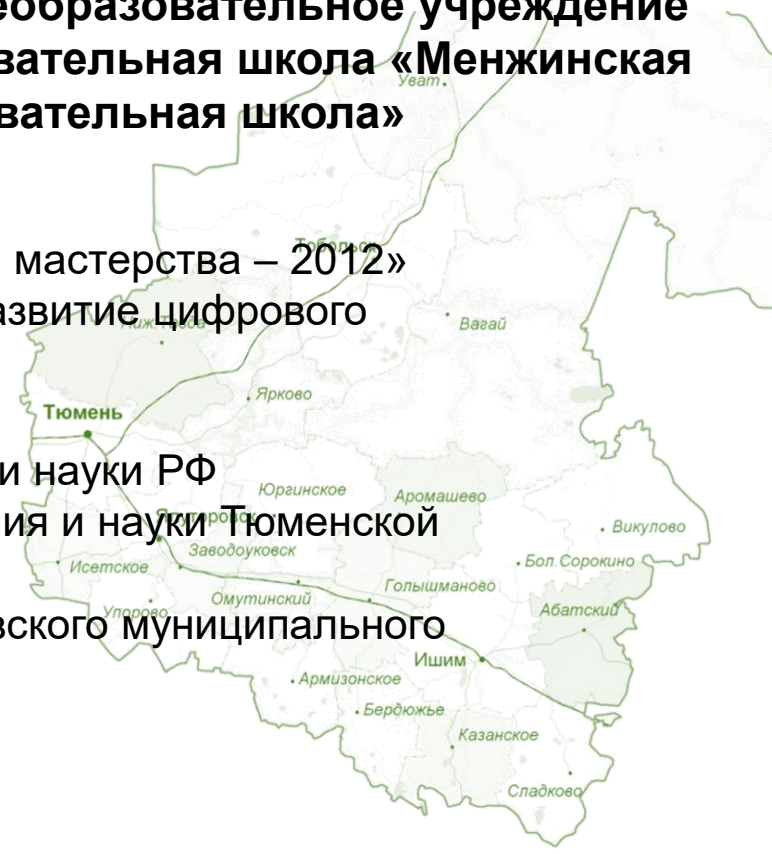 еобразовательное учреждение
вательная школа «Менжинская
Уват
вательная школа»
мастерства – 2012»
Тобольск
азвитие цифрового
Вагай
Ярково
Тюмень
и науки РФ
Юргинское
Аромашево
ия и науки Тюменской
Ялуторовск
Викулово
Заводоуковск
Бол.Сорокино
Исетское
Голышманово
Омутинский
Абатский
Упорово
вского муниципального
Ишим
Армизонское
Бердюжье
Казанское
Сладково